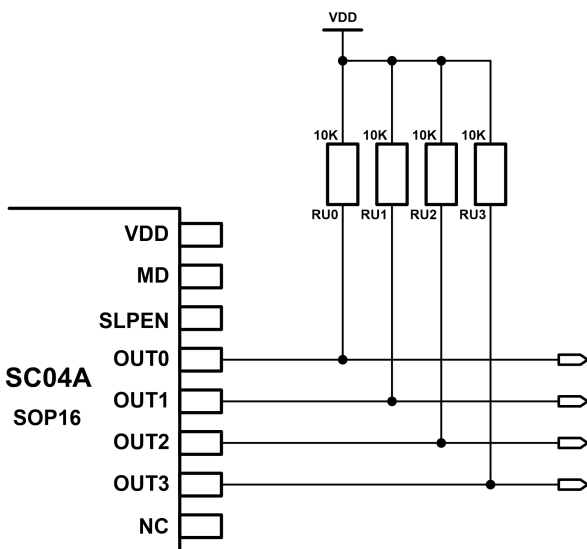 VDD
10K 10K 10K 10K
RU0 RU1 RU2 RU3
VDD
MD
SLPEN
OUT0
SC04A
OUT1
SOP16
OUT2
OUT3
NC